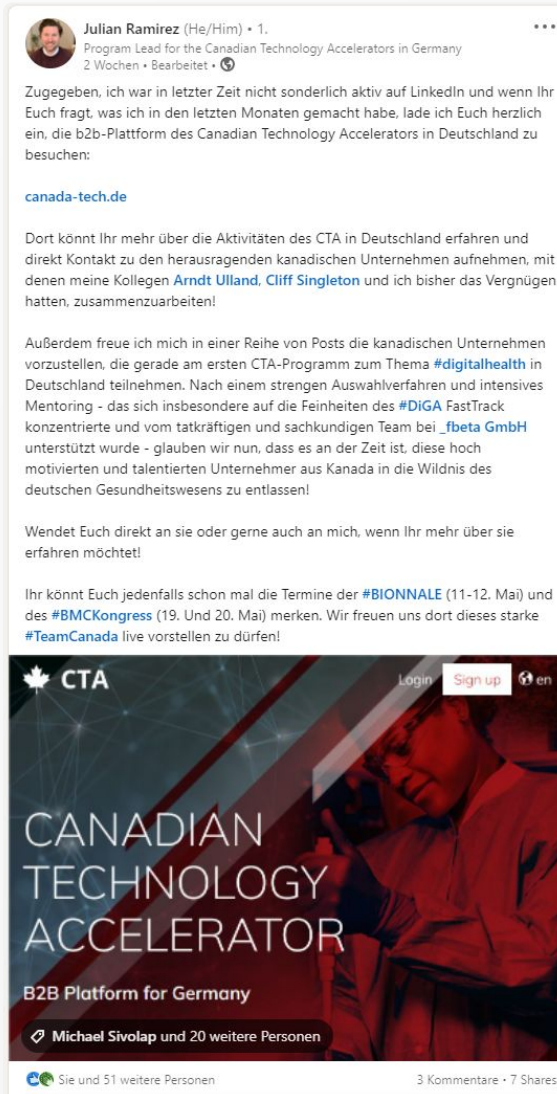 Julian Ramirez (He/Him) • 1.
Program Lead for the Canadian Technology Accelerators in Germany
2 Wochen • Bearbeitet •
Zugegeben, ich war in letzter Zeit nicht sonderlich aktiv auf LinkedIn und wenn Ihr
Euch fragt, was ich in den letzten Monaten gemacht habe, lade ich Euch herzlich
ein, die b2b-Plattform des Canadian Technology Accelerators in Deutschland zu
besuchen:
canada-tech.de
Dort könnt Ihr mehr über die Aktivitäten des CTA in Deutschland erfahren und
direkt Kontakt zu den herausragenden kanadischen Unternehmen aufnehmen, mit
denen meine Kollegen Arndt Ulland, Cliff Singleton und ich bisher das Vergnügen
hatten, zusammenzuarbeiten!
Außerdem freue ich mich in einer Reihe von Posts die kanadischen Unternehmen
vorzustellen, die gerade am ersten CTA-Programm zum Thema #digitalhealth in
Deutschland teilnehmen. Nach einem strengen Auswahlverfahren und intensives
Mentoring - das sich insbesondere auf die Feinheiten des #DiGA FastTrack
konzentrierte und vom tatkräftigen und sachkundigen Team bei _fbeta GmbH
unterstützt wurde - glauben wir nun, dass es an der Zeit ist, diese hoch
motivierten und talentierten Unternehmer aus Kanada in die Wildnis des
deutschen Gesundheitswesens zu entlassen!
Wendet Euch direkt an sie oder gerne auch an mich, wenn Ihr mehr über sie
erfahren möchtet!
Ihr könnt Euch jedenfalls schon mal die Termine der #BIONNALE (11-12. Mai) und
des #BMCKongress (19. Und 20. Mai) merken. Wir freuen uns dort dieses starke
#TeamCanada live vorstellen zu dürfen!
CTA
Login Sign up en
CANADIAN
TECHNOLOGY
ACCELERATOR
B2B Platform for Germany
Michael Sivolap und 20 weitere Personen
Sie und 51 weitere Personen
3 Kommentare • 7 Shares